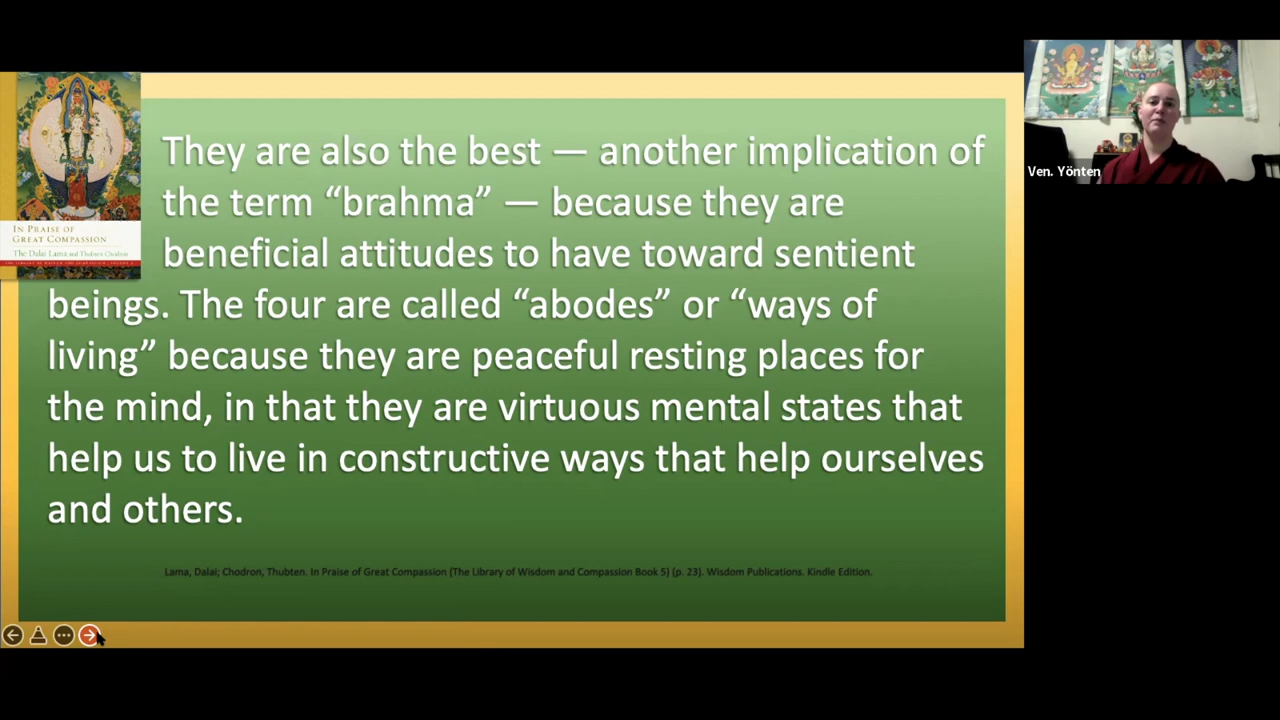 They are also the best — another implication of
the term “brahma” — because they are
beneficial attitudes to have toward sentient
beings. The four are called “abodes” or “ways of
living” because they are peaceful resting places for
the mind, in that they are virtuous mental states that
help us to live in constructive ways that help ourselves
and others.
Lama, Dalai; Chodron, Thubten. In Praise of Great Compassion (The Library of Wisdom and Compassion Book 5) (p. 23). Wisdom Publications. Kindle Edition.
IN PRAISE OF
GREAT COMPASSION
The Dalai Lama and Thubten Chodron
Ven. Yönten